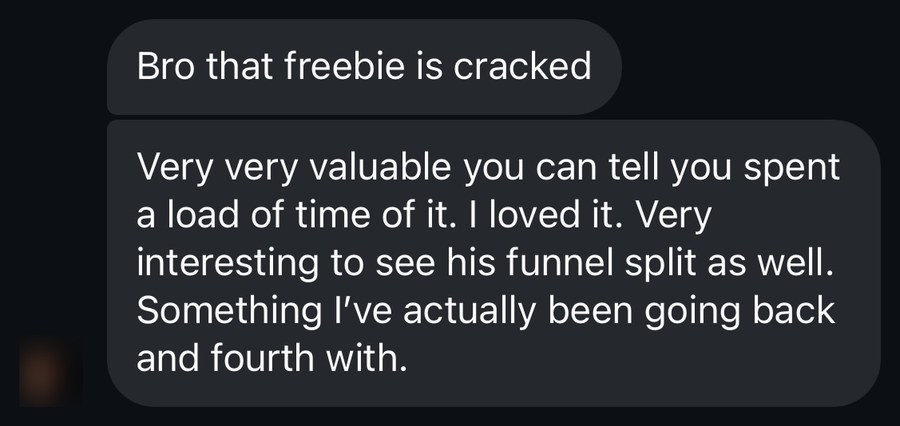 Bro that freebie is cracked
Very very valuable you can tell you spent
a load of time of it. I loved it. Very
interesting to see his funnel split as well.
Something I’ve actually been going back
and fourth with.